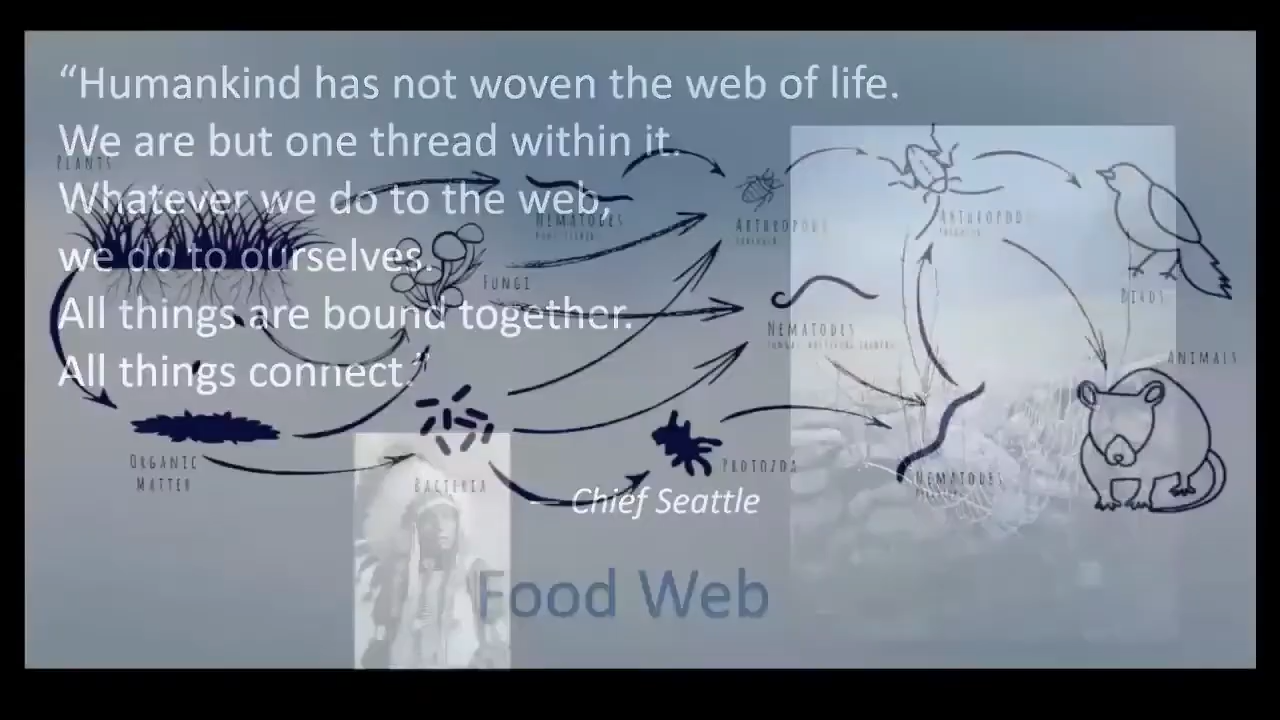 “Humankind has not woven the web of life.
We are but one thread within it.
Whatever we do to the web,
we do to ourselves.
All things are bound together.
All things connect.”
Chief Seattle
PLANTS
NEMATODES
ARTHROPODS
ARTHROPODS
BIRDS
FUNGI
NEMATODES
ANIMALS
ORGANIC
MATTER
BACTERIA
PROTOZOA
NEMATODES
Food Web